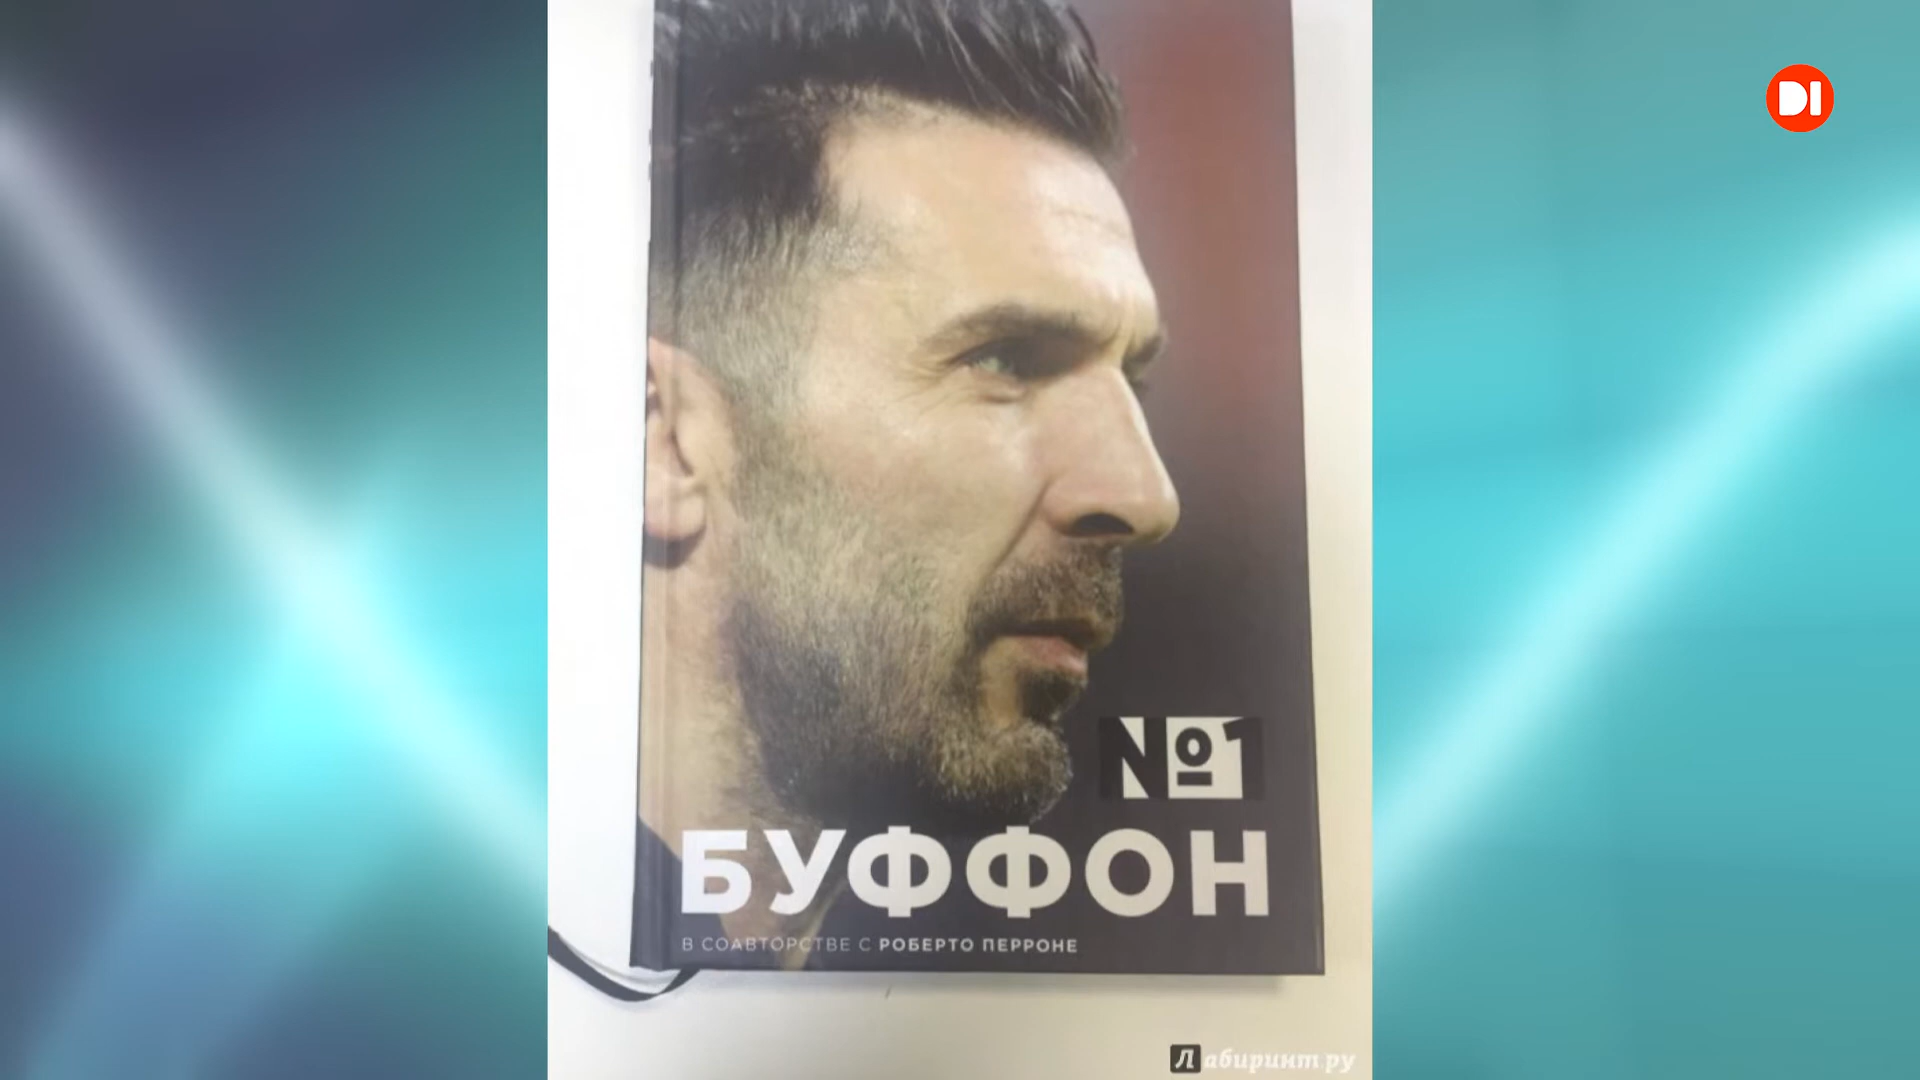 DI
№1
БУФФОН
В СОАВТОРСТВЕ С РОБЕРТО ПЕРРОНЕ
Лабиринт.ру